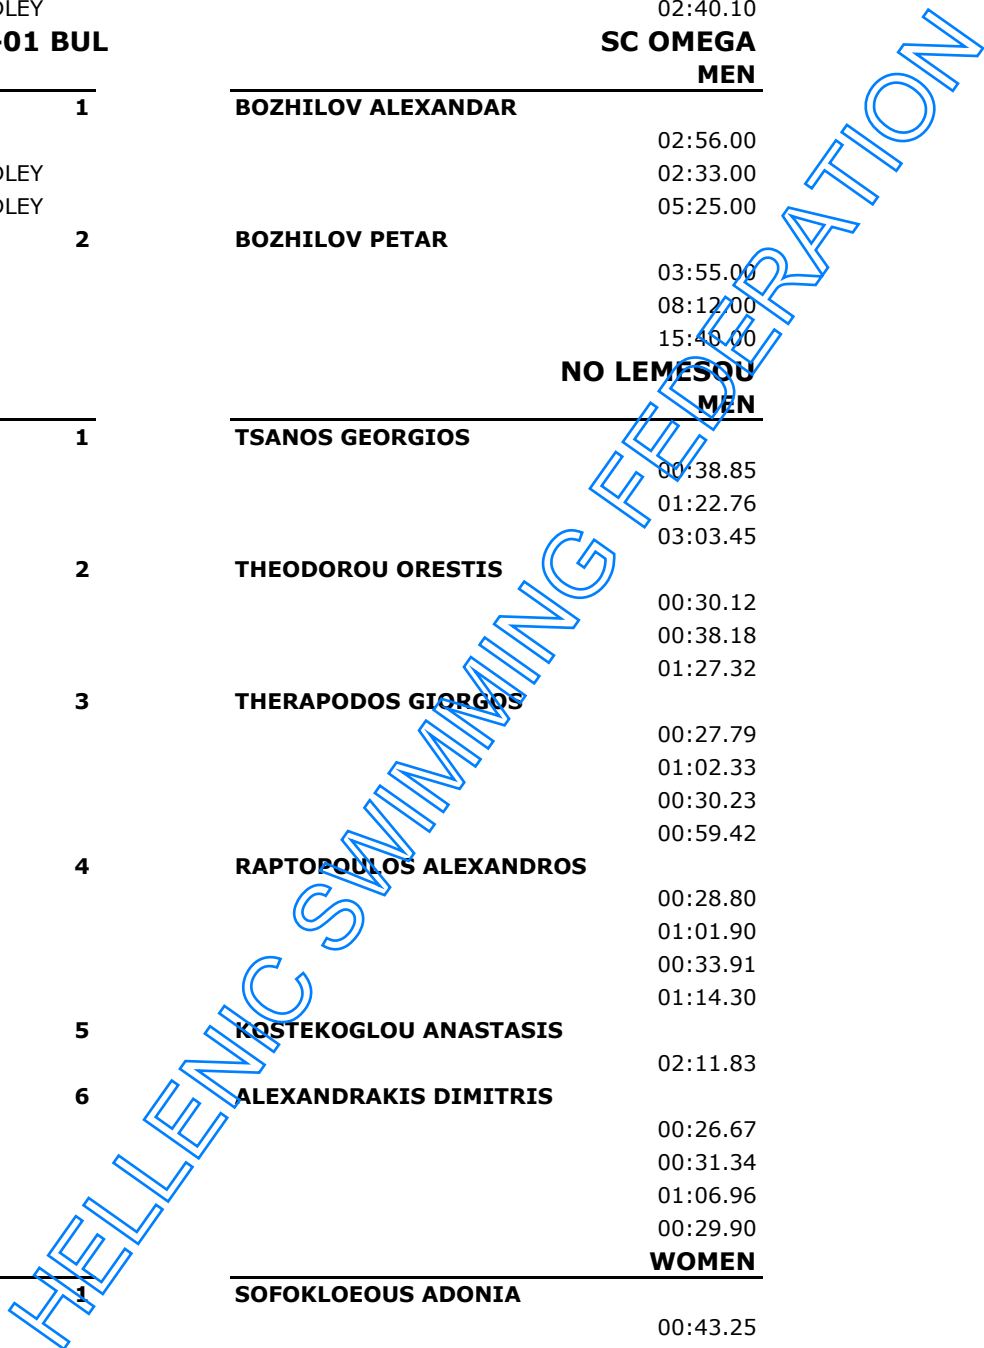 DLEY 02:40.10
-01 BUL SC OMEGA
MEN
1 BOZHILOV ALEXANDAR
02:56.00
DLEY 02:33.00
DLEY 05:25.00
2 BOZHILOV PETAR
03:55.00
08:12.00
15:40.00
NO LEMESOU
MEN
1 TSANOS GEORGIOS
00:38.85
01:22.76
03:03.45
2 THEODOROU ORESTIS
00:30.12
00:38.18
01:27.32
3 THERAPODOS GIORGOS
00:27.79
01:02.33
00:30.23
00:59.42
4 RAPTOPOULOS ALEXANDROS
00:28.80
01:01.90
00:33.91
01:14.30
5 KOSTEKOGLOU ANASTASIS
02:11.83
6 ALEXANDRAKIS DIMITRIS
00:26.67
00:31.34
01:06.96
00:29.90
WOMEN
1 SOFOKLOEOUS ADONIA
00:43.25
HELLENIC SWIMMING FEDERATION